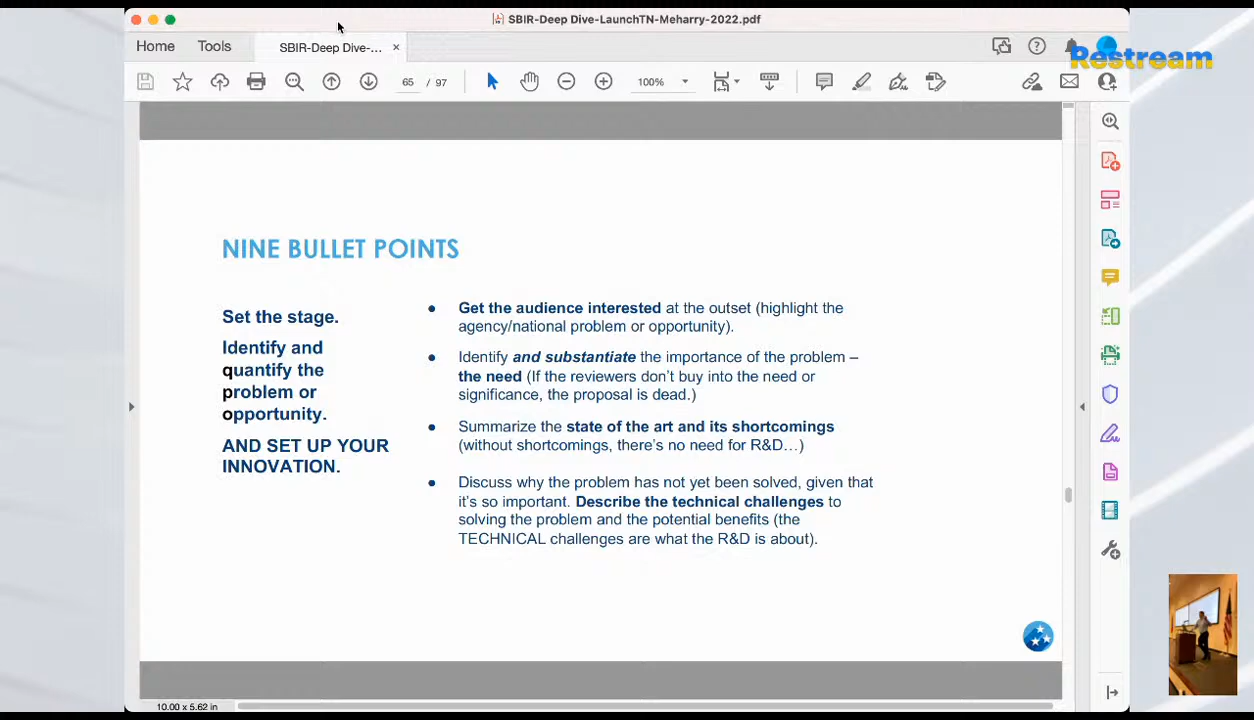 SBIR-Deep Dive-LaunchTN-Meharry-2022.pdf
Home
Tools
SBIR-Deep Dive-...
×
Restream
65 / 97
100%
NINE BULLET POINTS
Set the stage.
Identify and
quantify the
problem or
opportunity.
AND SET UP YOUR
INNOVATION.
● Get the audience interested at the outset (highlight the
agency/national problem or opportunity).
● Identify and substantiate the importance of the problem –
the need (If the reviewers don't buy into the need or
significance, the proposal is dead.)
● Summarize the state of the art and its shortcomings
(without shortcomings, there's no need for R&D…)
● Discuss why the problem has not yet been solved, given that
it's so important. Describe the technical challenges to
solving the problem and the potential benefits (the
TECHNICAL challenges are what the R&D is about).
10.00 x 5.62 in